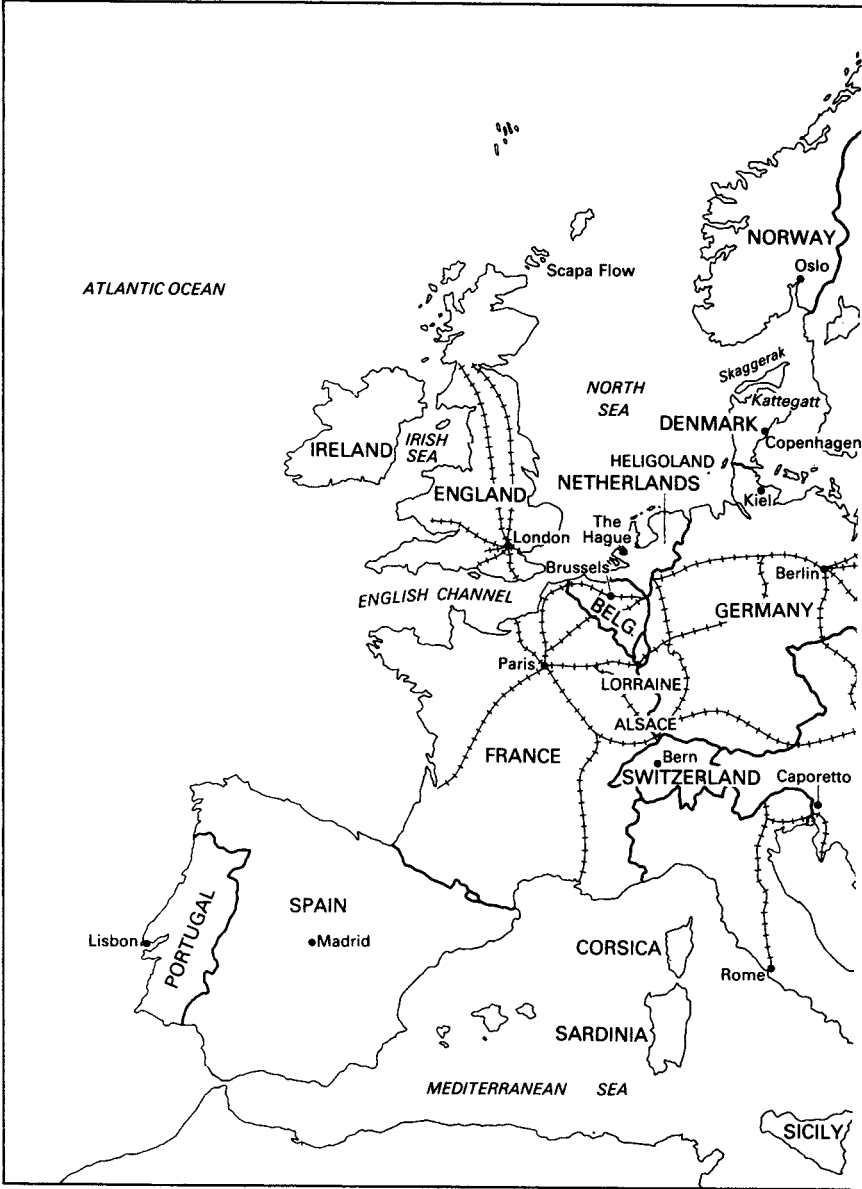 NORWAY
Oslo
Scapa Flow
ATLANTIC OCEAN
Skaggerak
NORTH
SEA
Kattegatt
DENMARK
Copenhagen
IRELAND
IRISH
SEA
HELIGOLAND
NETHERLANDS
ENGLAND
Kiel
The
Hague
London
Brussels
Berlin
ENGLISH CHANNEL
BELG.
GERMANY
Paris
LORRAINE
ALSACE
FRANCE
Bern
SWITZERLAND
Caporetto
SPAIN
PORTUGAL
Lisbon
Madrid
CORSICA
Rome
SARDINIA
MEDITERRANEAN SEA
SICILY